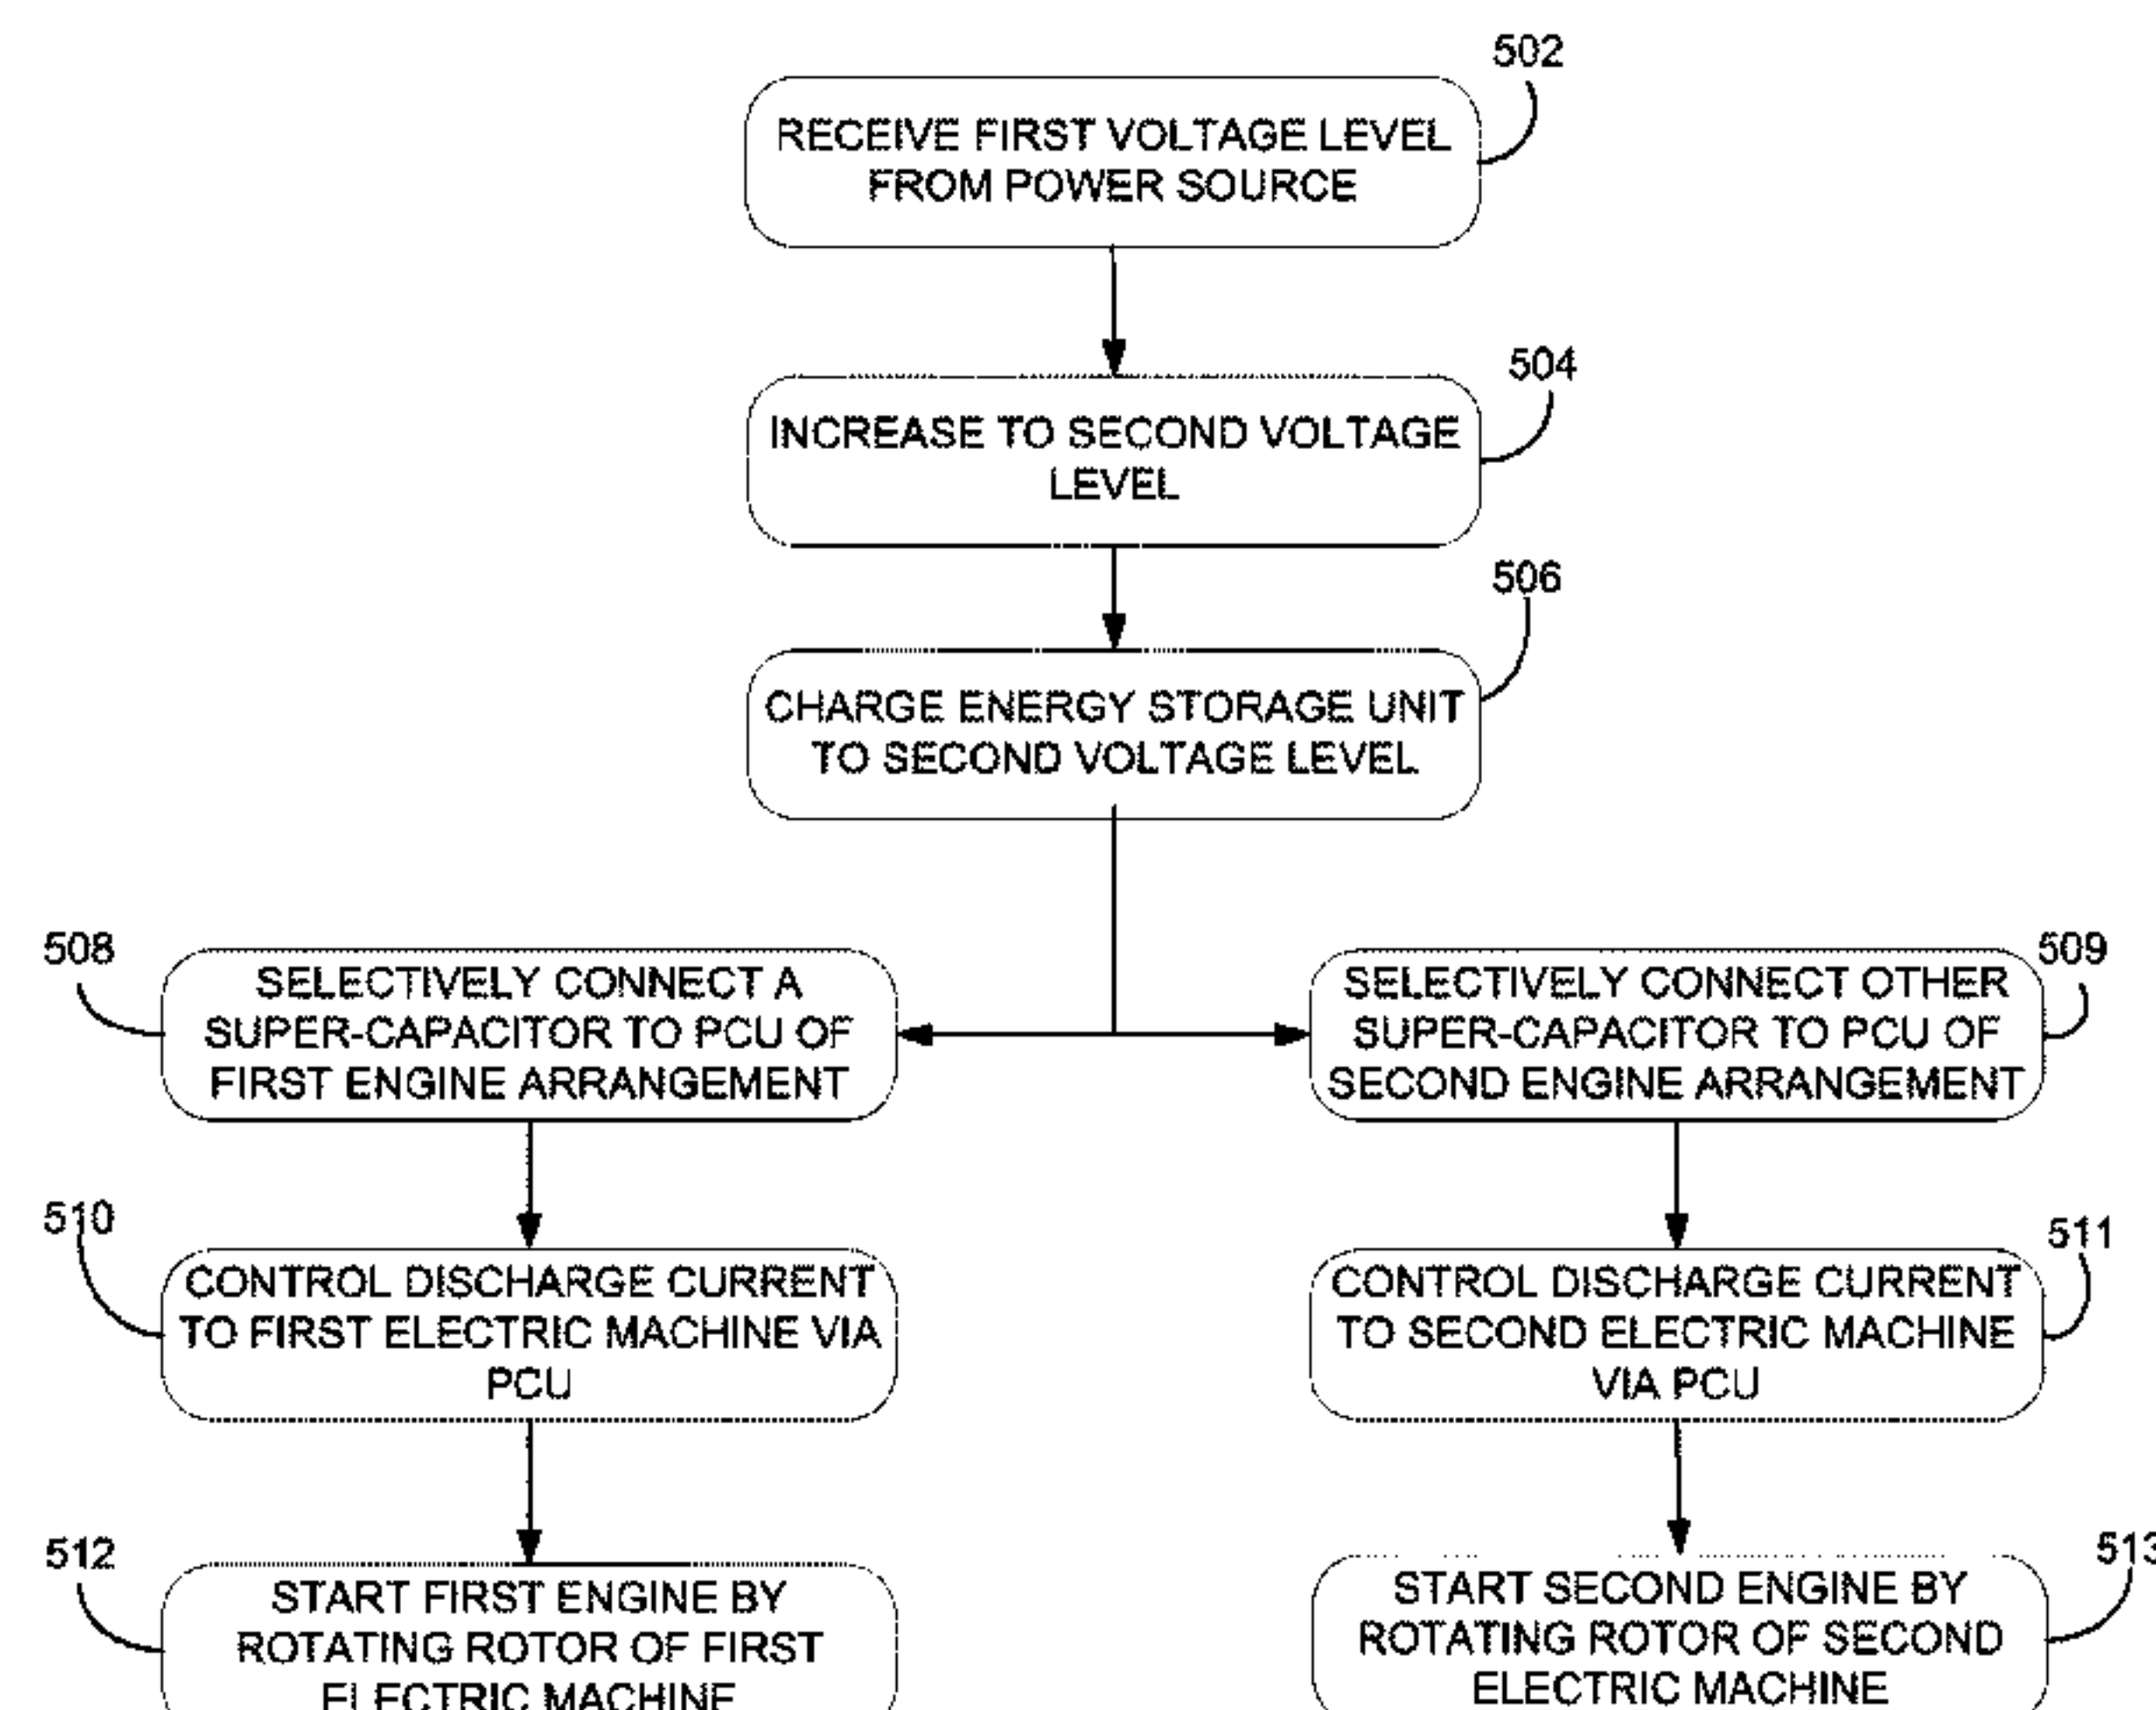 502
RECEIVE FIRST VOLTAGE LEVEL
FROM POWER SOURCE
504
INCREASE TO SECOND VOLTAGE
LEVEL
506
CHARGE ENERGY STORAGE UNIT
TO SECOND VOLTAGE LEVEL
508
SELECTIVELY CONNECT A
SUPER-CAPACITOR TO PCU OF
FIRST ENGINE ARRANGEMENT
509
SELECTIVELY CONNECT OTHER
SUPER-CAPACITOR TO PCU OF
SECOND ENGINE ARRANGEMENT
510
CONTROL DISCHARGE CURRENT
TO FIRST ELECTRIC MACHINE VIA
PCU
511
CONTROL DISCHARGE CURRENT
TO SECOND ELECTRIC MACHINE
VIA PCU
512
START FIRST ENGINE BY
ROTATING ROTOR OF FIRST
ELECTRIC MACHINE
513
START SECOND ENGINE BY
ROTATING ROTOR OF SECOND
ELECTRIC MACHINE